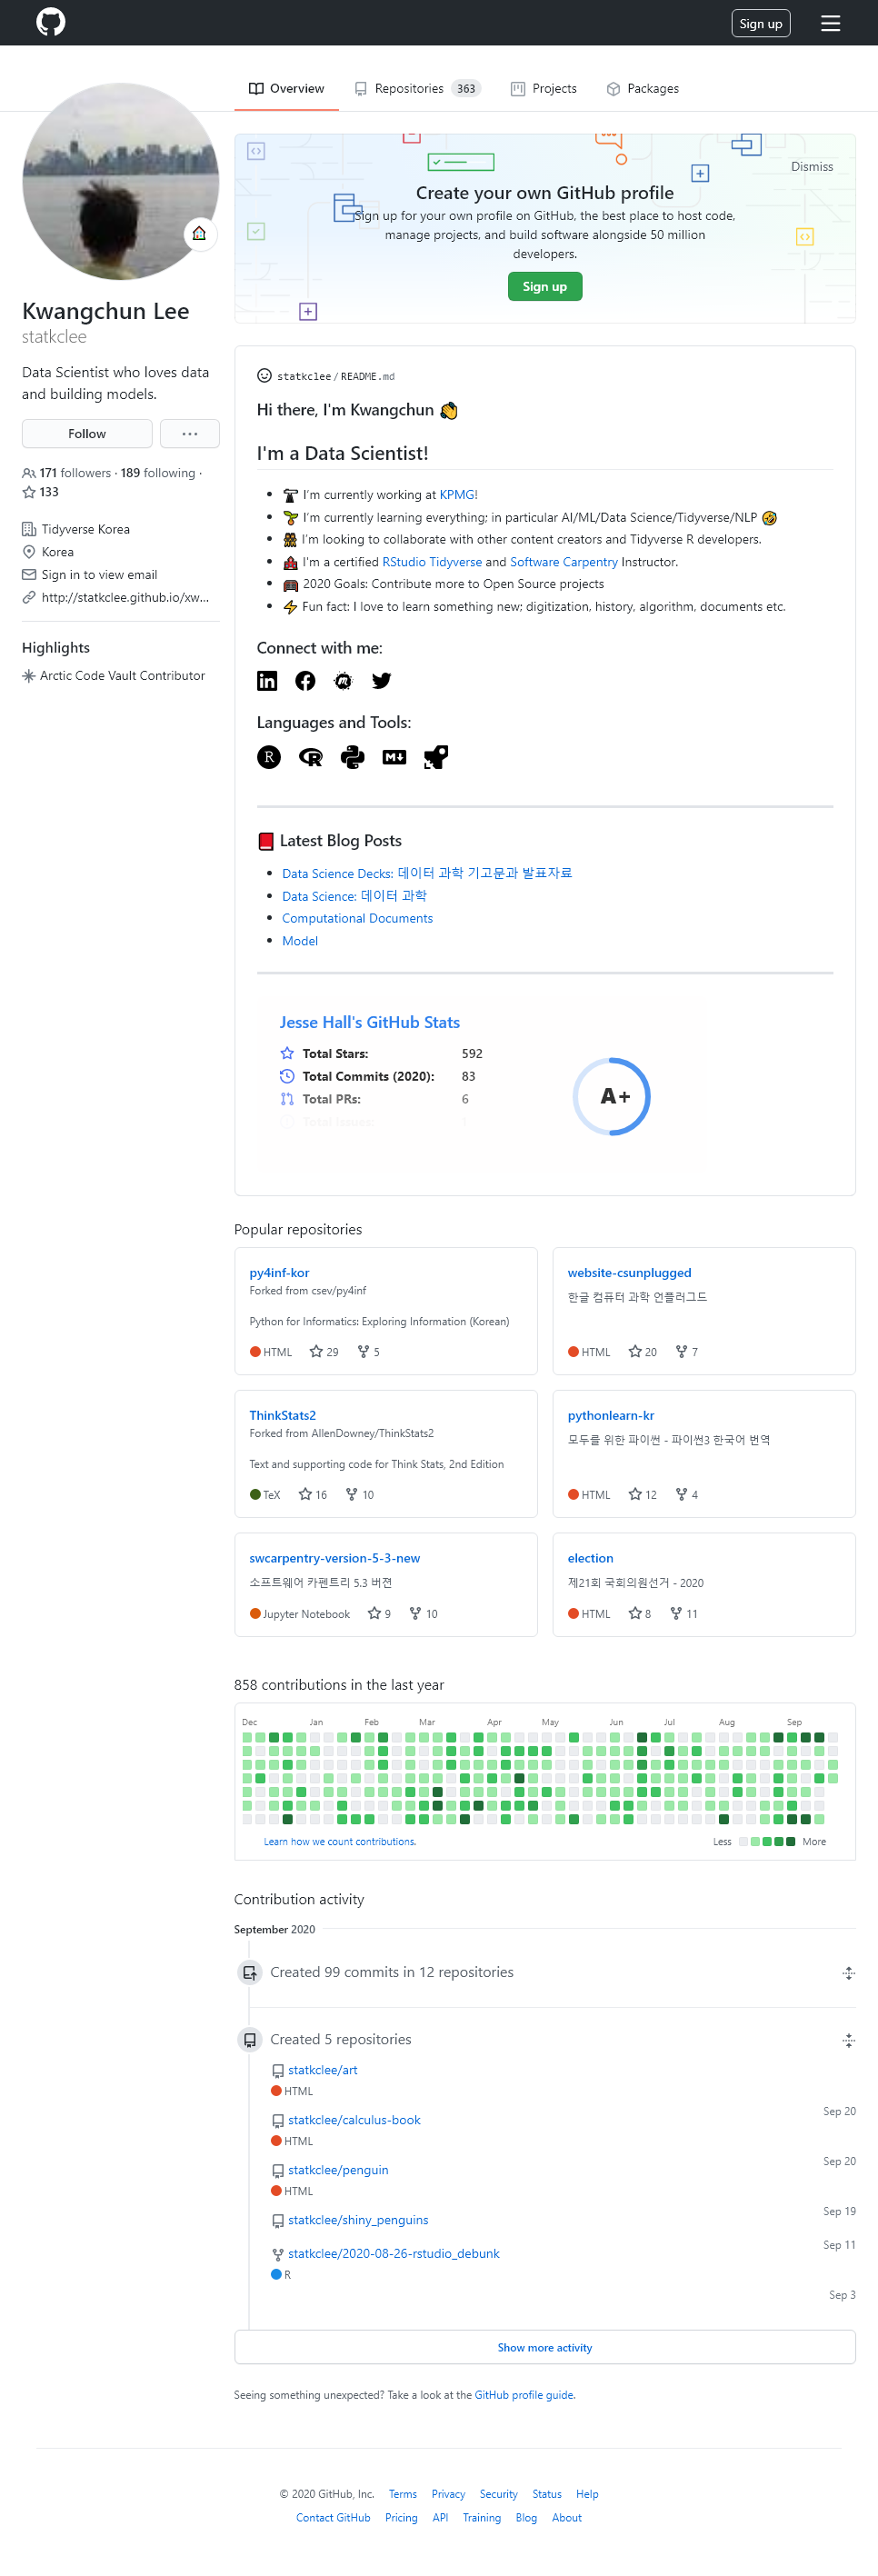 Sign up
Overview
Repositories 363
Projects
Packages
Dismiss
Create your own GitHub profile
Sign up for your own profile on GitHub, the best place to host code,
manage projects, and build software alongside 50 million
developers.
Sign up
Kwangchun Lee
statkclee
Data Scientist who loves data
and building models.
Follow
171 followers · 189 following ·
133
Tidyverse Korea
Korea
Sign in to view email
http://statkclee.github.io/xw...
Highlights
Arctic Code Vault Contributor
statkclee / README.md
Hi there, I'm Kwangchun
I'm a Data Scientist!
I'm currently working at KPMG!
I'm currently learning everything; in particular AI/ML/Data Science/Tidyverse/NLP
I'm looking to collaborate with other content creators and Tidyverse R developers.
I'm a certified RStudio Tidyverse and Software Carpentry Instructor.
2020 Goals: Contribute more to Open Source projects
Fun fact: I love to learn something new; digitization, history, algorithm, documents etc.
Connect with me:
Languages and Tools:
Latest Blog Posts
Data Science Decks: 데이터 과학 기고문과 발표자료
Data Science: 데이터 과학
Computational Documents
Model
Jesse Hall's GitHub Stats
Total Stars: 592
Total Commits (2020): 83
Total PRs: 6
Total Issues: 1
A+
Popular repositories
py4inf-kor
Forked from csev/py4inf
Python for Informatics: Exploring Information (Korean)
HTML 29 5
website-csunplugged
한글 컴퓨터 과학 언플러그드
HTML 20 7
ThinkStats2
Forked from AllenDowney/ThinkStats2
Text and supporting code for Think Stats, 2nd Edition
TeX 16 10
pythonlearn-kr
모두를 위한 파이썬 - 파이썬3 한국어 번역
HTML 12 4
swcarpentry-version-5-3-new
소프트웨어 카펜트리 5.3 버젼
Jupyter Notebook 9 10
election
제21회 국회의원선거 - 2020
HTML 8 11
858 contributions in the last year
Dec Jan Feb Mar Apr May Jun Jul Aug Sep
Learn how we count contributions.
Less More
Contribution activity
September 2020
Created 99 commits in 12 repositories
Created 5 repositories
statkclee/art
HTML
Sep 20
statkclee/calculus-book
HTML
Sep 20
statkclee/penguin
HTML
Sep 19
statkclee/shiny_penguins
Sep 11
statkclee/2020-08-26-rstudio_debunk
R
Sep 3
Show more activity
Seeing something unexpected? Take a look at the GitHub profile guide.
© 2020 GitHub, Inc. Terms Privacy Security Status Help
Contact GitHub Pricing API Training Blog About